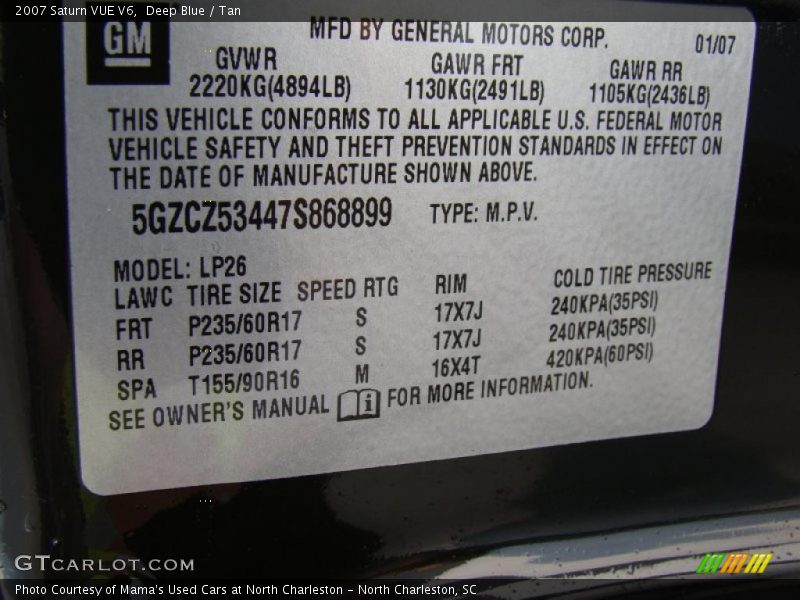 2007 Saturn VUE V6, Deep Blue / Tan
GM
MFD BY GENERAL MOTORS CORP.
01/07
GVWR GAWR FRT GAWR RR
2220KG(4894LB) 1130KG(2491LB) 1105KG(2436LB)
THIS VEHICLE CONFORMS TO ALL APPLICABLE U.S. FEDERAL MOTOR
VEHICLE SAFETY AND THEFT PREVENTION STANDARDS IN EFFECT ON
THE DATE OF MANUFACTURE SHOWN ABOVE.
5GZCZ53447S868899 TYPE: M.P.V.
MODEL: LP26
LAWC TIRE SIZE SPEED RTG RIM COLD TIRE PRESSURE
FRT P235/60R17 S 17X7J 240KPA(35PSI)
RR P235/60R17 S 17X7J 240KPA(35PSI)
SPA T155/90R16 M 16X4T 420KPA(60PSI)
SEE OWNER'S MANUAL i FOR MORE INFORMATION.
GTCARLOT.COM
Photo Courtesy of Mama's Used Cars at North Charleston - North Charleston, SC